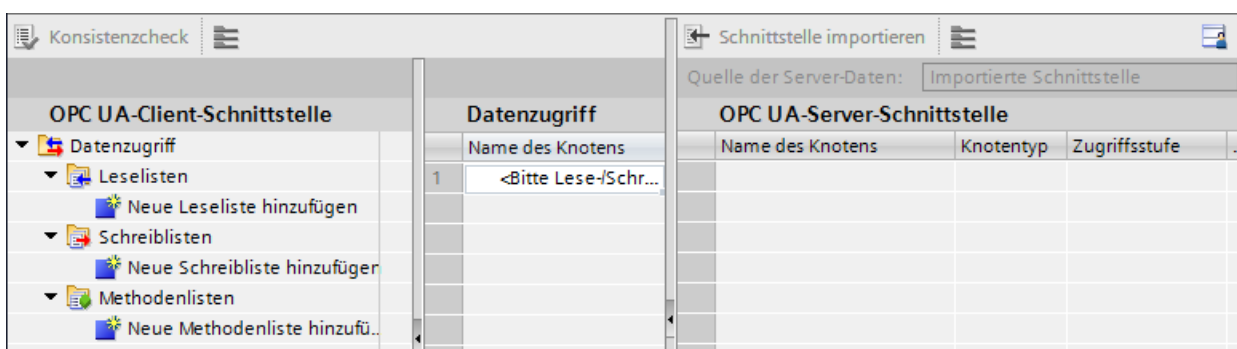 Konsistenzcheck
Schnittstelle importieren
Quelle der Server-Daten: Importierte Schnittstelle
OPC UA-Client-Schnittstelle
Datenzugriff
OPC UA-Server-Schnittstelle
Datenzugriff
Name des Knotens
Name des Knotens Knotentyp Zugriffsstufe ..
Leselisten
1 <Bitte Lese-/Schr...
Neue Leseliste hinzufügen
Schreiblisten
Neue Schreibliste hinzufügen
Methodenlisten
Neue Methodenliste hinzufü..